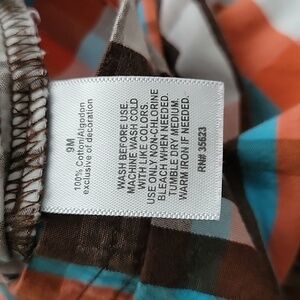 9M
100% Cotton/Algodon
exclusive of decoration
WASH BEFORE USE.
MACHINE WASH COLD
WITH LIKE COLORS.
USE ONLY NON-CHLORINE
BLEACH WHEN NEEDED.
TUMBLE DRY MEDIUM.
WARM IRON IF NEEDED.
RN# 35623